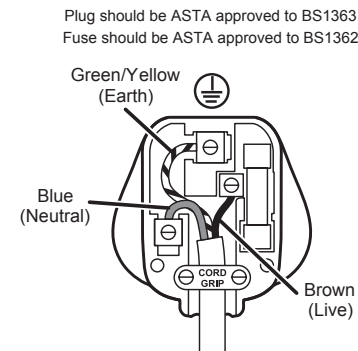 Plug should be ASTA approved to BS1363
Fuse should be ASTA approved to BS1362
Green/Yellow
(Earth)
Blue
(Neutral)
CORD
GRIP
Brown
(Live)